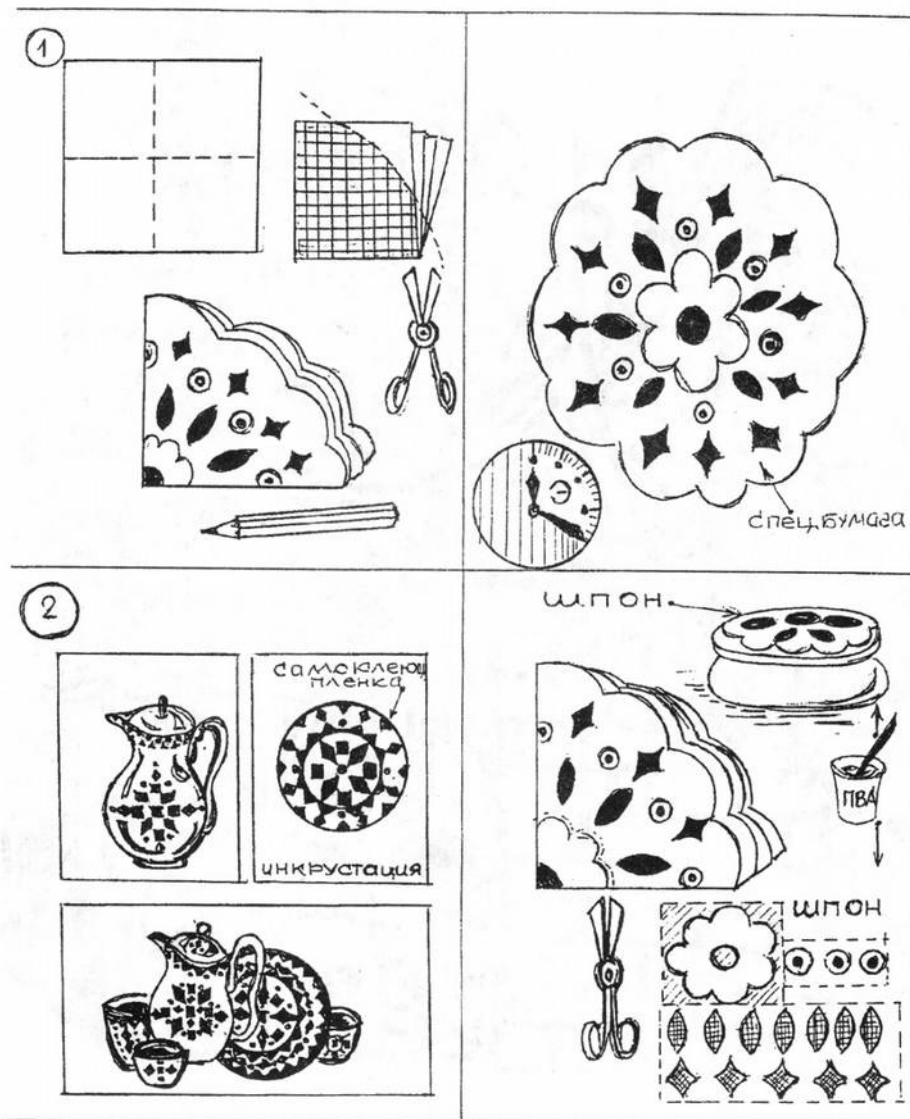 1
спец.бумага
2
самоклеющ
пленка
инкрустация
шпон
ПВА
шпон